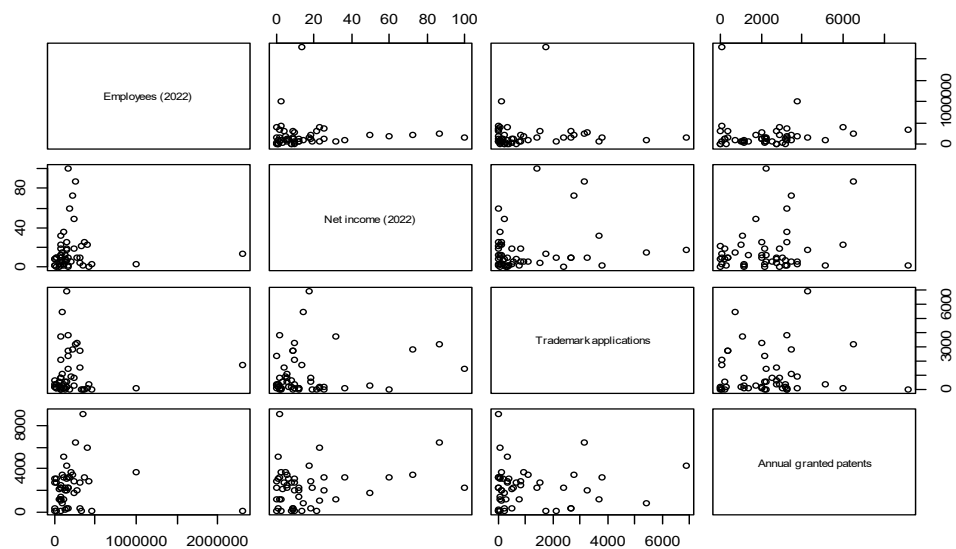 0 20 40 60 80 100
0 2000 6000
Employees (2022)
0 1000000
0 40 80
Net income (2022)
Trademark applications
0 3000 6000
0 4000 8000
Annual granted patents
0 1000000 2000000
0 2000 4000 6000